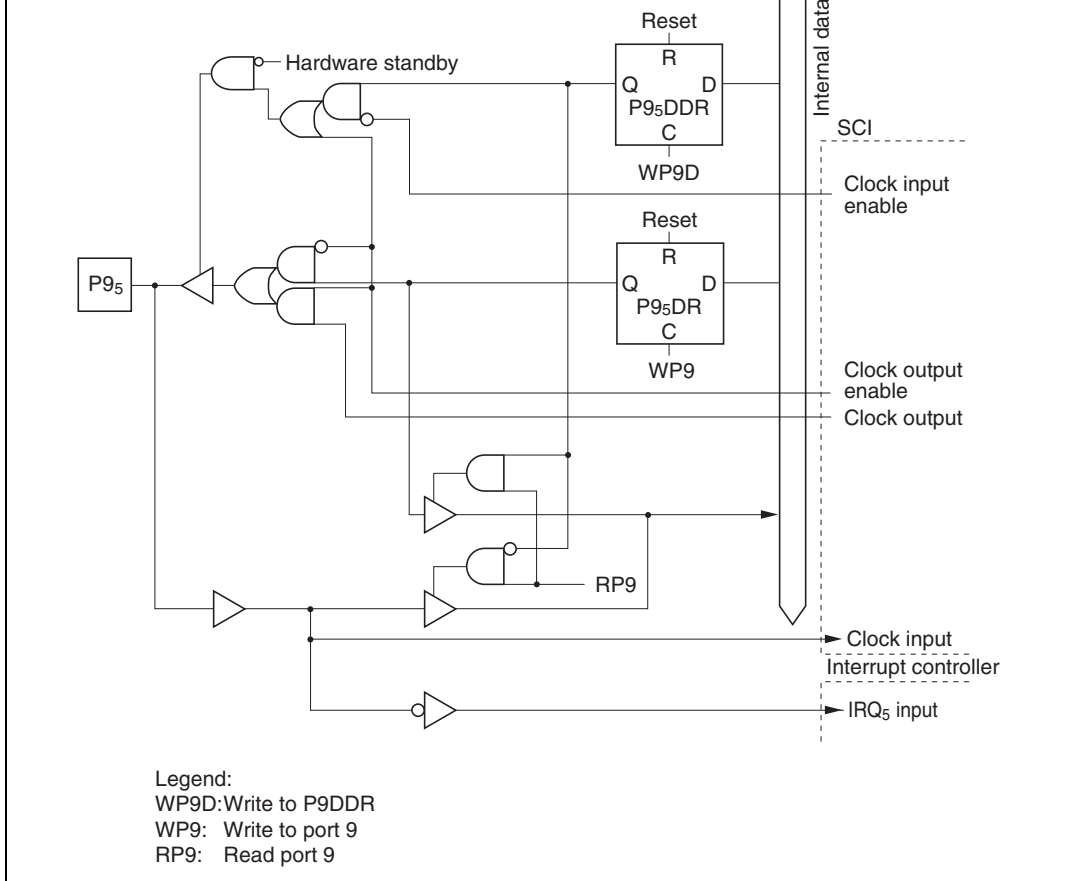 Reset
Internal data
R
Hardware standby
Q
D
P9₅DDR
C
SCI
WP9D
Clock input
enable
Reset
R
P9₅
Q
D
P9₅DR
C
WP9
Clock output
enable
Clock output
RP9
Clock input
Interrupt controller
IRQ₅ input
Legend:
WP9D:Write to P9DDR
WP9: Write to port 9
RP9: Read port 9